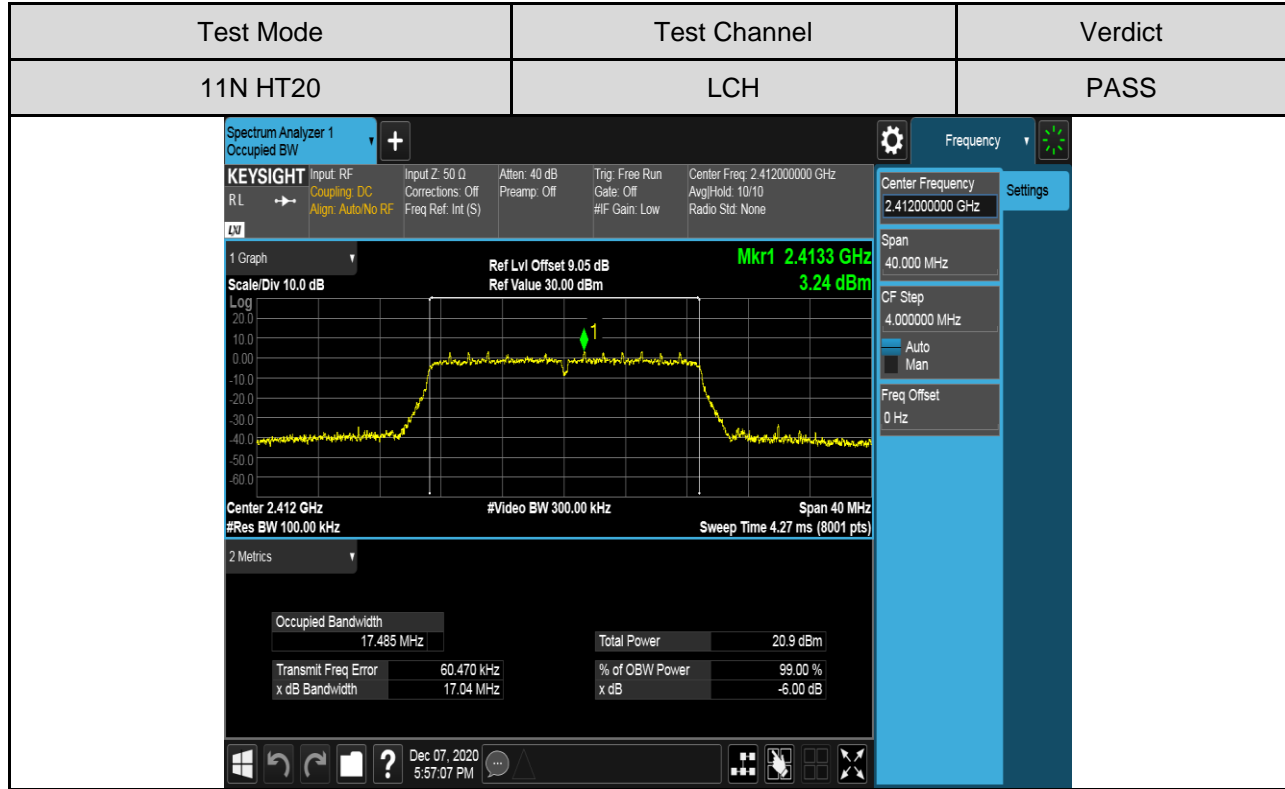 Test Mode Test Channel Verdict
11N HT20 LCH PASS
Spectrum Analyzer 1
Occupied BW
+
Frequency
KEYSIGHT Input: RF Input Z: 50 Ω Atten: 40 dB Trig: Free Run Center Freq: 2.412000000 GHz
RL Coupling: DC Corrections: Off Preamp: Off Gate: Off Avg|Hold: 10/10
Align: Auto/No RF Freq Ref: Int (S) #IF Gain: Low Radio Std: None
LXI
Center Frequency
2.412000000 GHz
Settings
Span
40.000 MHz
CF Step
4.000000 MHz
Auto
Man
Freq Offset
0 Hz
1 Graph Ref Lvl Offset 9.05 dB Mkr1 2.4133 GHz
Scale/Div 10.0 dB Ref Value 30.00 dBm 3.24 dBm
Log
20.0
10.0
1
0.00
-10.0
-20.0
-30.0
-40.0
-50.0
-60.0
Center 2.412 GHz #Video BW 300.00 kHz Span 40 MHz
#Res BW 100.00 kHz Sweep Time 4.27 ms (8001 pts)
2 Metrics
Occupied Bandwidth
17.485 MHz Total Power 20.9 dBm
Transmit Freq Error 60.470 kHz % of OBW Power 99.00 %
x dB Bandwidth 17.04 MHz x dB -6.00 dB
? Dec 07, 2020
5:57:07 PM